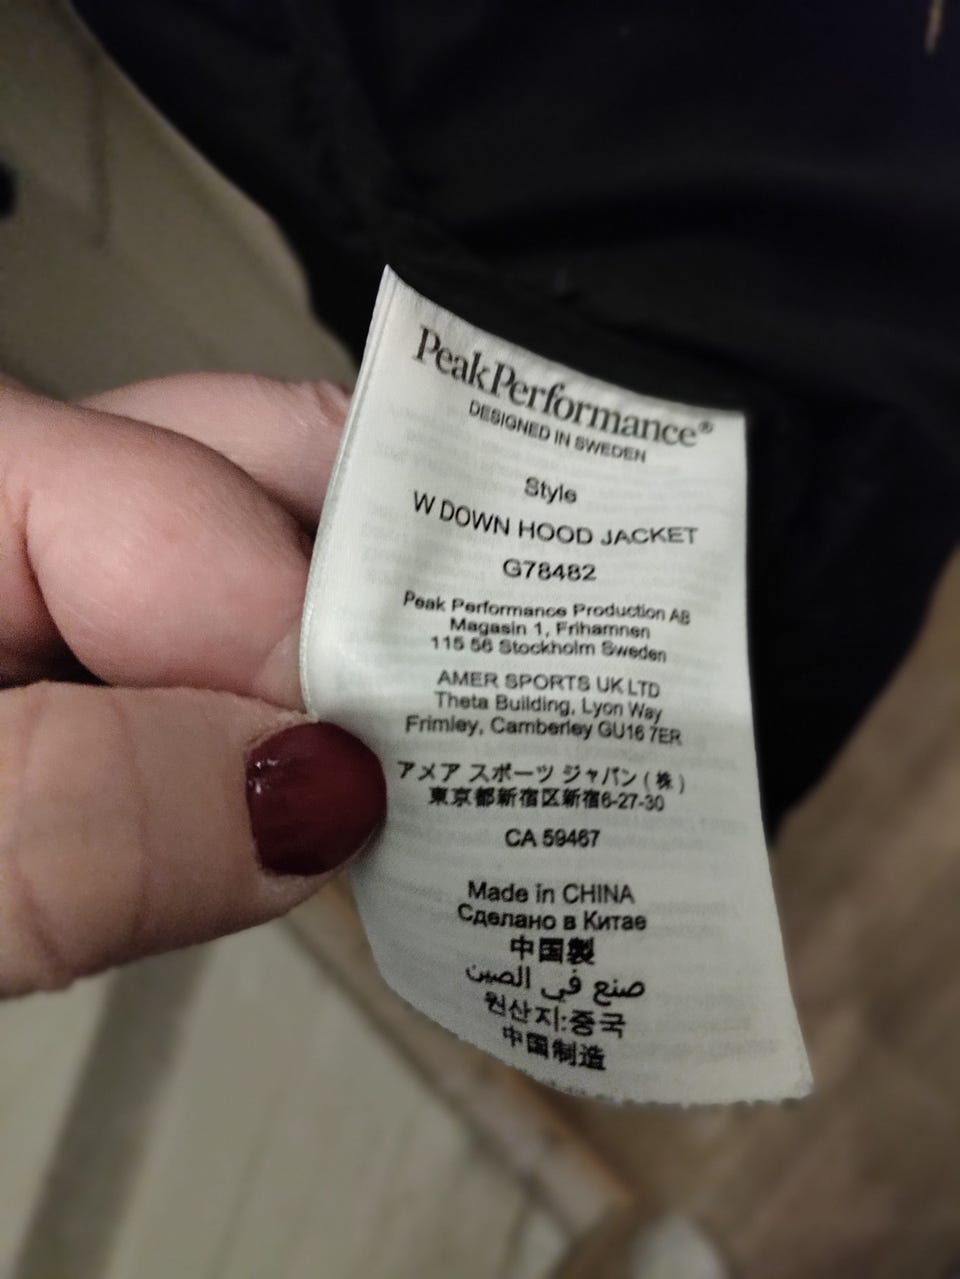 PeakPerformance®
DESIGNED IN SWEDEN
Style
W DOWN HOOD JACKET
G78482
Peak Performance Production AB
Magasin 1, Frihamnen
115 56 Stockholm Sweden
AMER SPORTS UK LTD
Theta Building, Lyon Way
Frimley, Camberley GU16 7ER
アメア スポーツ ジャパン (株)
東京都新宿区新宿6-27-30
CA 59467
Made in CHINA
Сделано в Китае
中国製
صنع في الصين
원산지:중국
中国制造